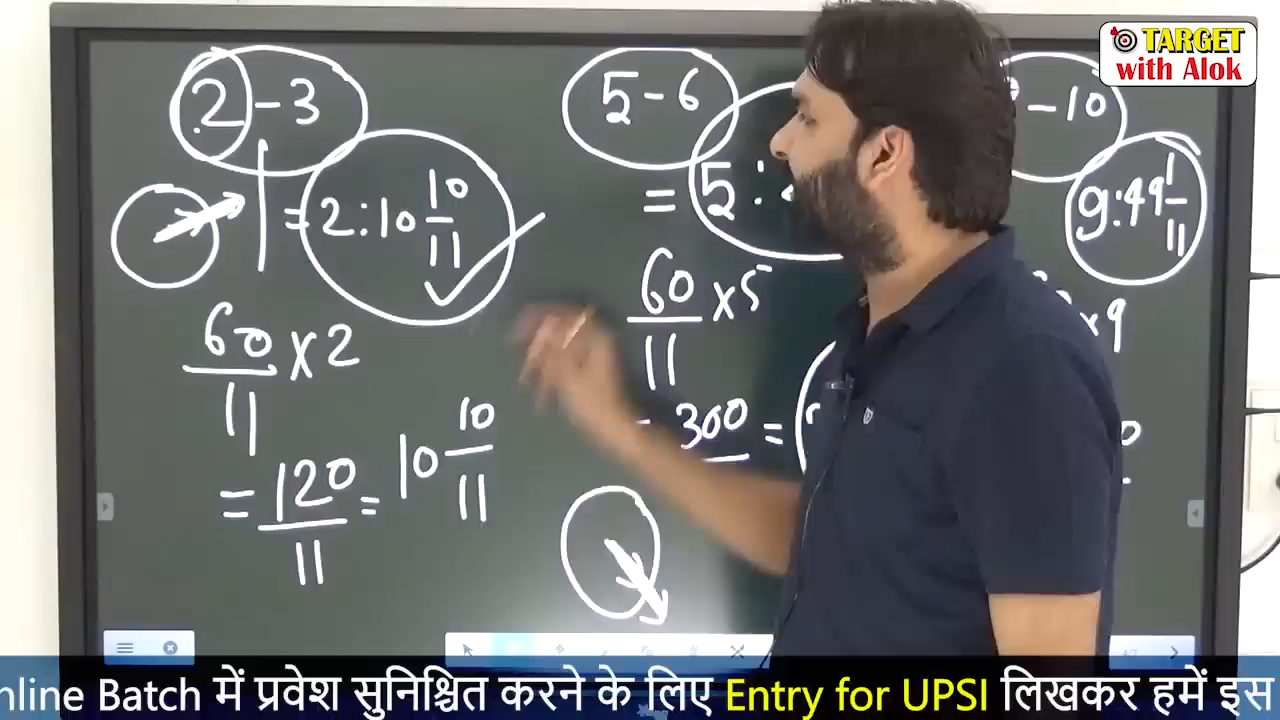 TARGET
with Alok
2 - 3
= 2:10 10/11
60/11 x 2
= 120/11 = 10 10/11
5 - 6
= 5:
60/11 x 5
300 =
- 10
9:49 1/11
x 9
nline Batch में प्रवेश सुनिश्चित करने के लिए Entry for UPSI लिखकर हमें इस